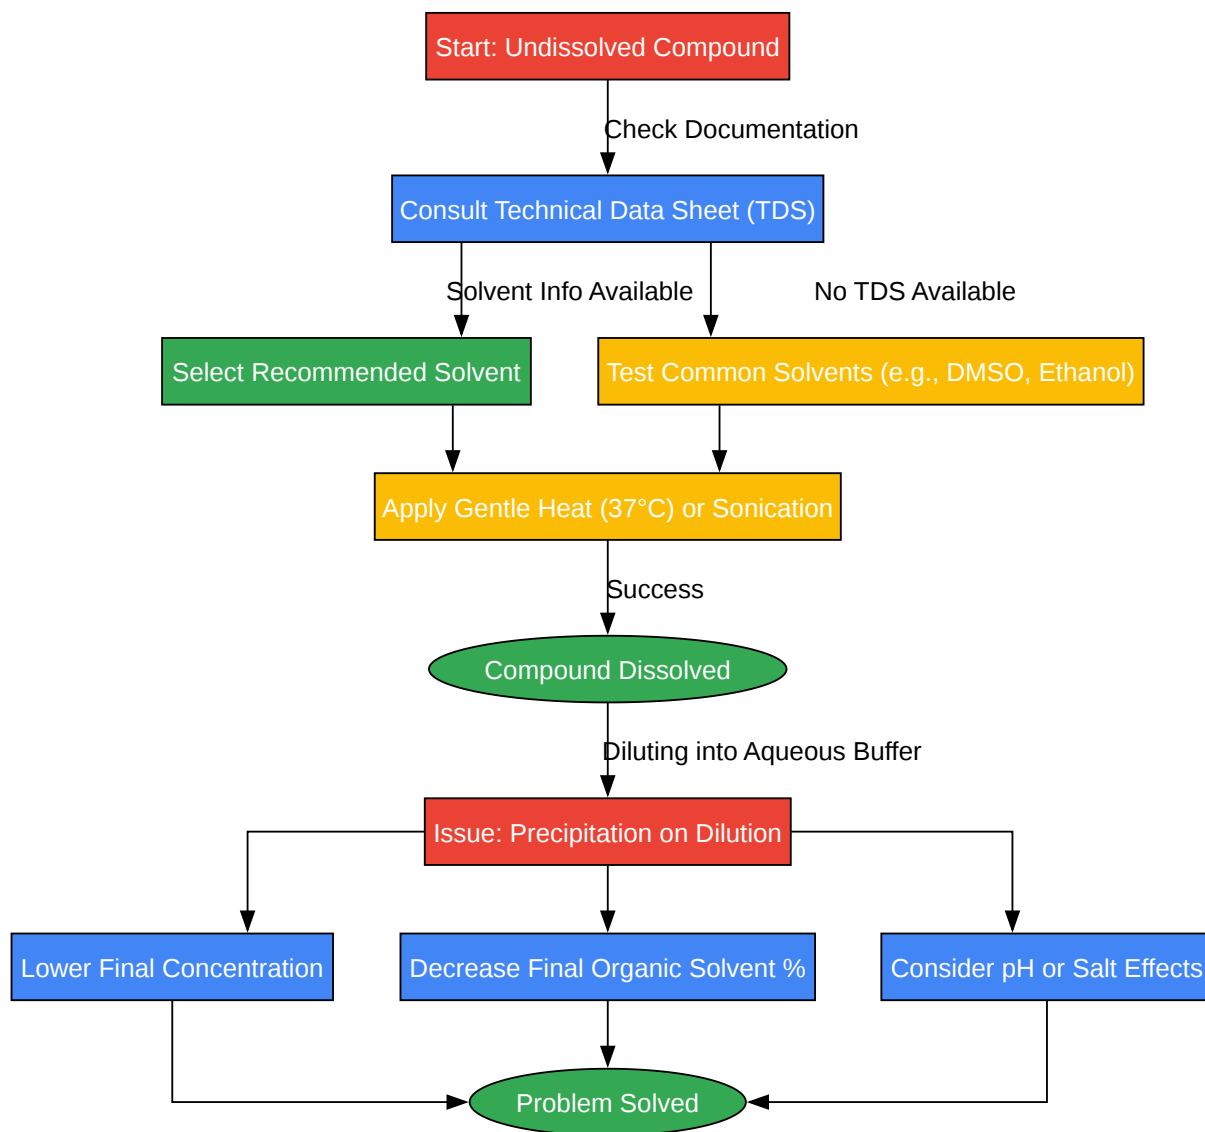 Start: Undissolved Compound
Check Documentation
Consult Technical Data Sheet (TDS)
Solvent Info Available
No TDS Available
Select Recommended Solvent
Test Common Solvents (e.g., DMSO, Ethanol)
Apply Gentle Heat (37°C) or Sonication
Success
Compound Dissolved
Diluting into Aqueous Buffer
Issue: Precipitation on Dilution
Lower Final Concentration
Decrease Final Organic Solvent %
Consider pH or Salt Effects
Problem Solved